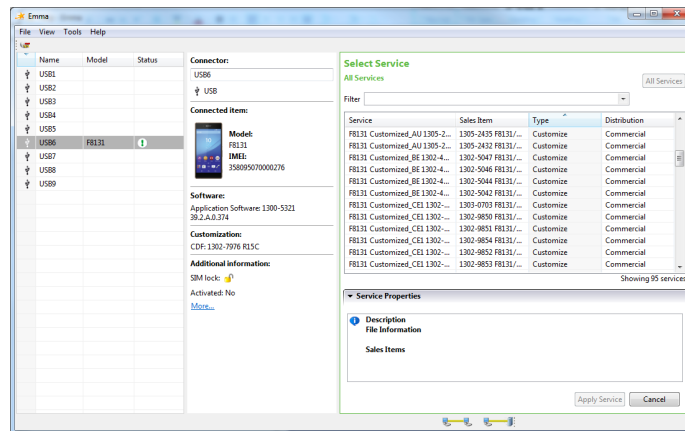 Emma
File View Tools Help
Name Model Status
USB1
USB2
USB3
USB4
USB5
USB6 F8131
USB7
USB8
USB9
Connector:
USB6
USB
Connected item:
Model:
F8131
IMEI:
358095070000276
Software:
Application Software: 1300-5321
39.2.A.0.374
Customization:
CDF: 1302-7976 R15C
Additional information:
SIM lock:
Activated: No
More...
Select Service
All Services
All Services
Filter
Service Sales Item Type Distribution
F8131 Customized_AU 1305-2... 1305-2435 F8131/... Customize Commercial
F8131 Customized_AU 1305-2... 1305-2432 F8131/... Customize Commercial
F8131 Customized_BE 1302-4... 1302-5047 F8131/... Customize Commercial
F8131 Customized_BE 1302-4... 1302-5046 F8131/... Customize Commercial
F8131 Customized_BE 1302-4... 1302-5044 F8131/... Customize Commercial
F8131 Customized_BE 1302-4... 1302-5042 F8131/... Customize Commercial
F8131 Customized_CE1 1302-... 1303-0703 F8131/... Customize Commercial
F8131 Customized_CE1 1302-... 1302-9850 F8131/... Customize Commercial
F8131 Customized_CE1 1302-... 1302-9851 F8131/... Customize Commercial
F8131 Customized_CE1 1302-... 1302-9854 F8131/... Customize Commercial
F8131 Customized_CE1 1302-... 1302-9852 F8131/... Customize Commercial
F8131 Customized_CE1 1302-... 1302-9853 F8131/... Customize Commercial
Showing 95 services
Service Properties
Description
File Information
Sales Items
Apply Service Cancel